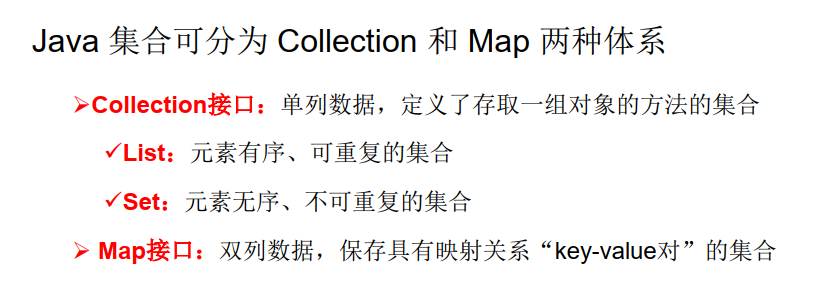 Java 集合可分为 Collection 和 Map 两种体系
➢Collection接口：单列数据，定义了存取一组对象的方法的集合
✓List：元素有序、可重复的集合
✓Set：元素无序、不可重复的集合
➢ Map接口：双列数据，保存具有映射关系“key-value对”的集合